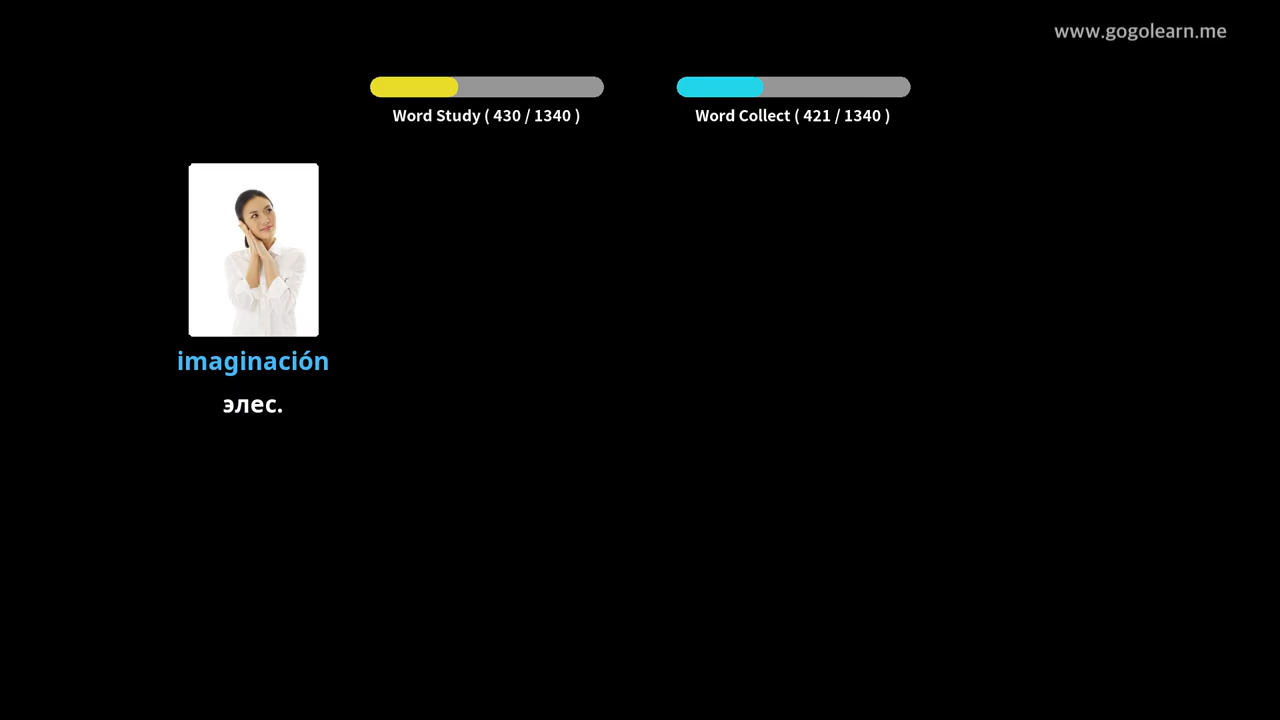 www.gogolearn.me
Word Study ( 430 / 1340 )
Word Collect ( 421 / 1340 )
imaginación
элес.